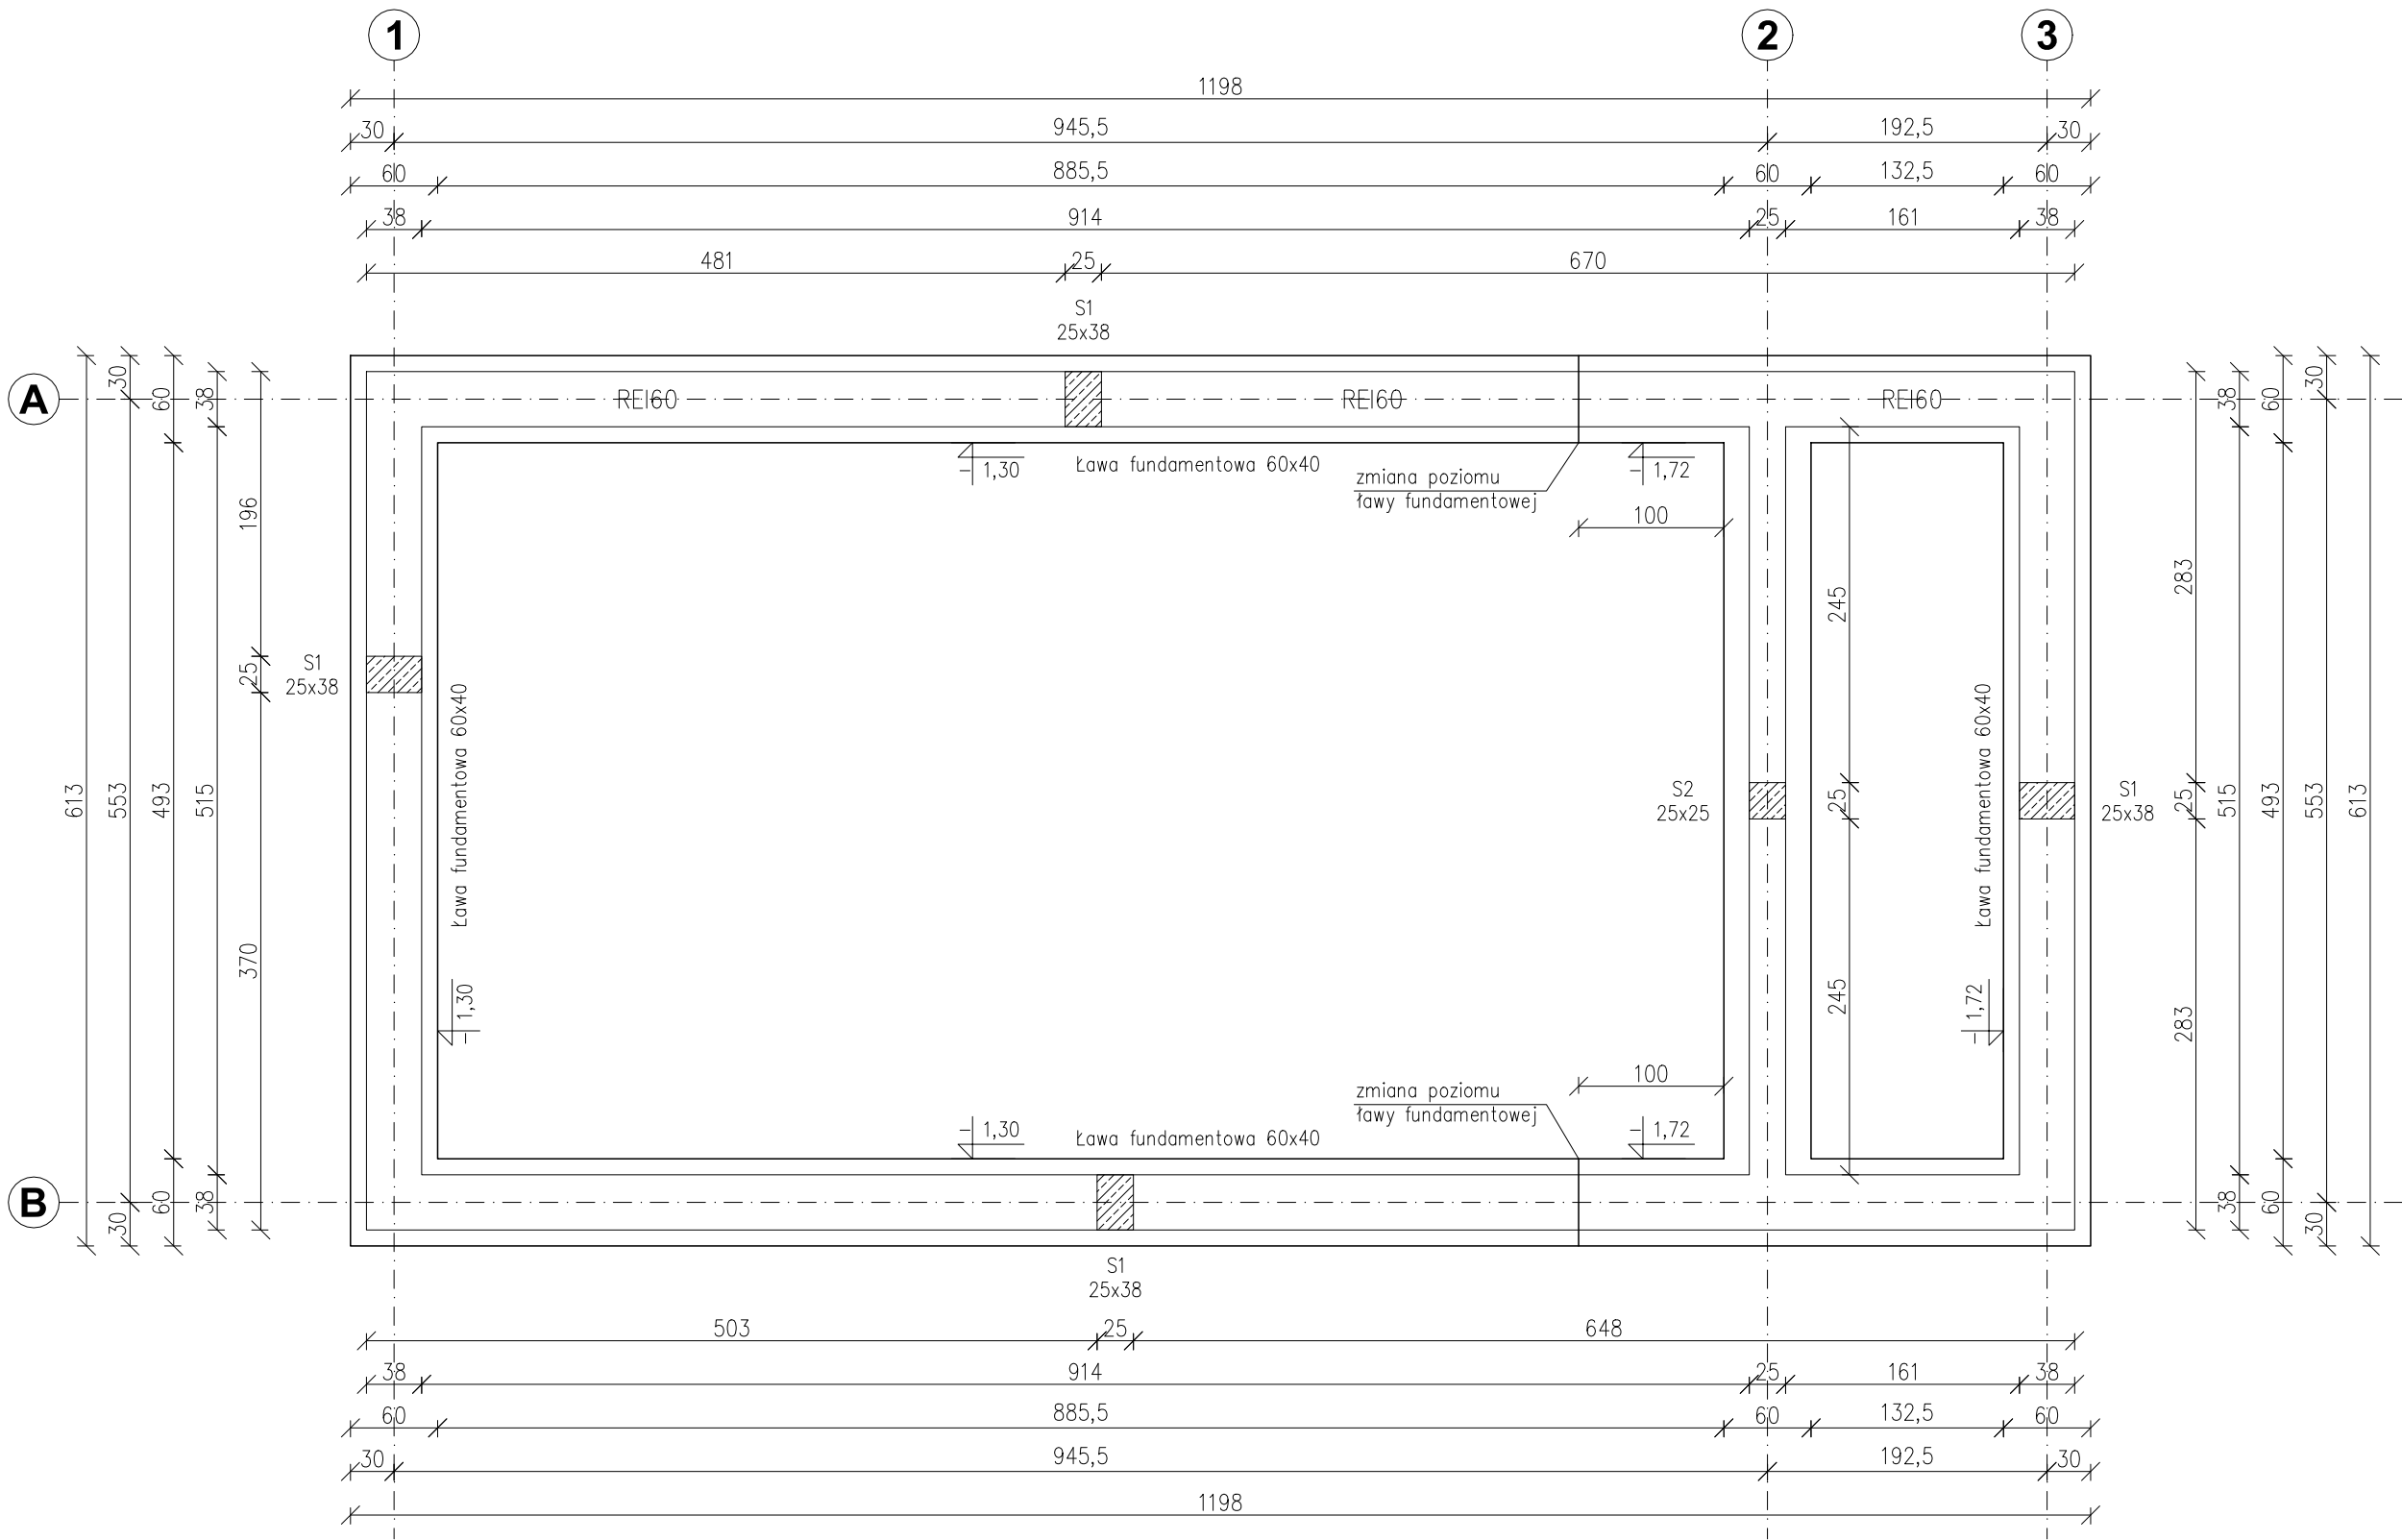 1 2 3
1198
30 945,5 192,5 30
60 885,5 60 132,5 60
38 914 25 161 38
481 25 670
S1
25x38
A
REI60 REI60 REI60
30 60 38 38 60 30
- 1,30 Ława fundamentowa 60x40 - 1,72
zmiana poziomu
ławy fundamentowej
100
196
25
370
S1
25x38
613 553 493 515
Ława fundamentowa 60x40
- 1,30
245
25
245
S2
25x25
Ława fundamentowa 60x40
- 1,72
S1
25x38
283
25
283
515 493 553 613
100
zmiana poziomu
ławy fundamentowej
- 1,30 Ława fundamentowa 60x40 - 1,72
B
30 60 38 38 60 30
S1
25x38
503 25 648
38 914 25 161 38
60 885,5 60 132,5 60
30 945,5 192,5 30
1198